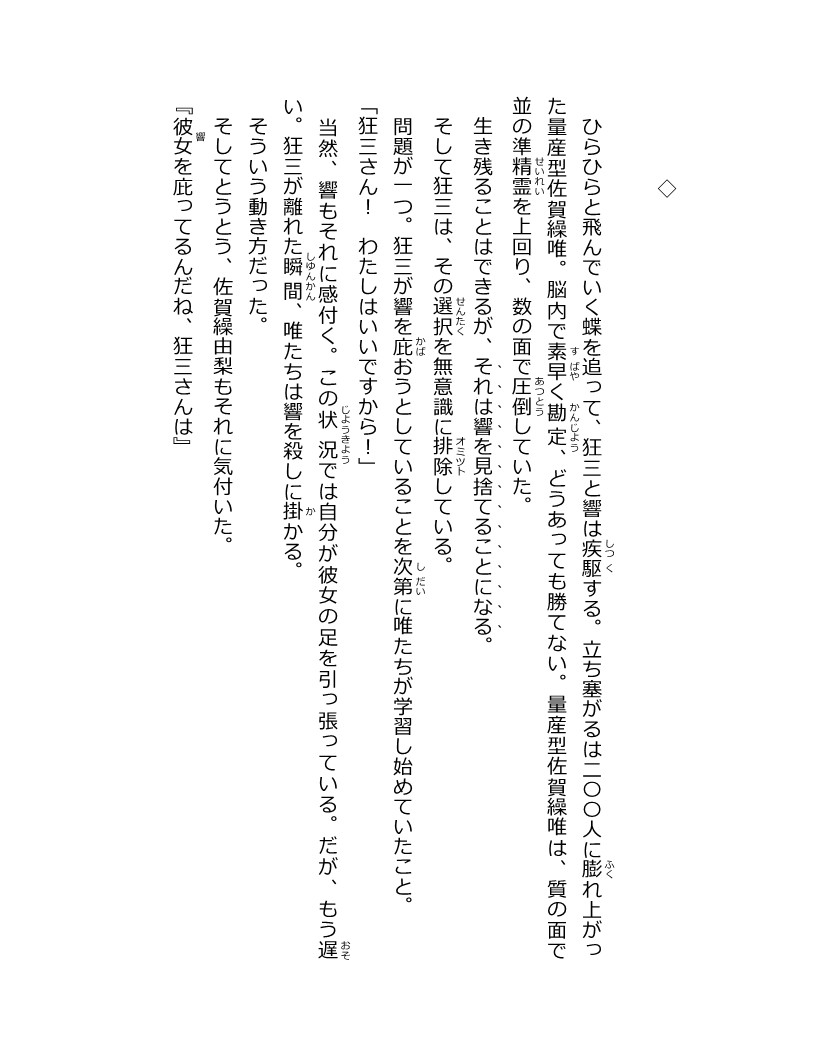 ◇
ひらひらと飛んでいく蝶を追って、狂三と響は疾駆する。立ち塞がるは二〇〇人に膨れ上がっ
た量産型佐賀繰唯。脳内で素早く勘定、どうあっても勝てない。量産型佐賀繰唯は、質の面で
並の準精霊を上回り、数の面で圧倒していた。
生き残ることはできるが、それは響を見捨てることになる。
そして狂三は、その選択を無意識に排除している。
問題が一つ。狂三が響を庇おうとしていることを次第に唯たちが学習し始めていたこと。
「狂三さん！　わたしはいいですから！」
当然、響もそれに感付く。この状況では自分が彼女の足を引っ張っている。だが、もう遅
い。狂三が離れた瞬間、唯たちは響を殺しに掛かる。
そういう動き方だった。
そしてとうとう、佐賀繰由梨もそれに気付いた。
『彼女を庇ってるんだね、狂三さんは』